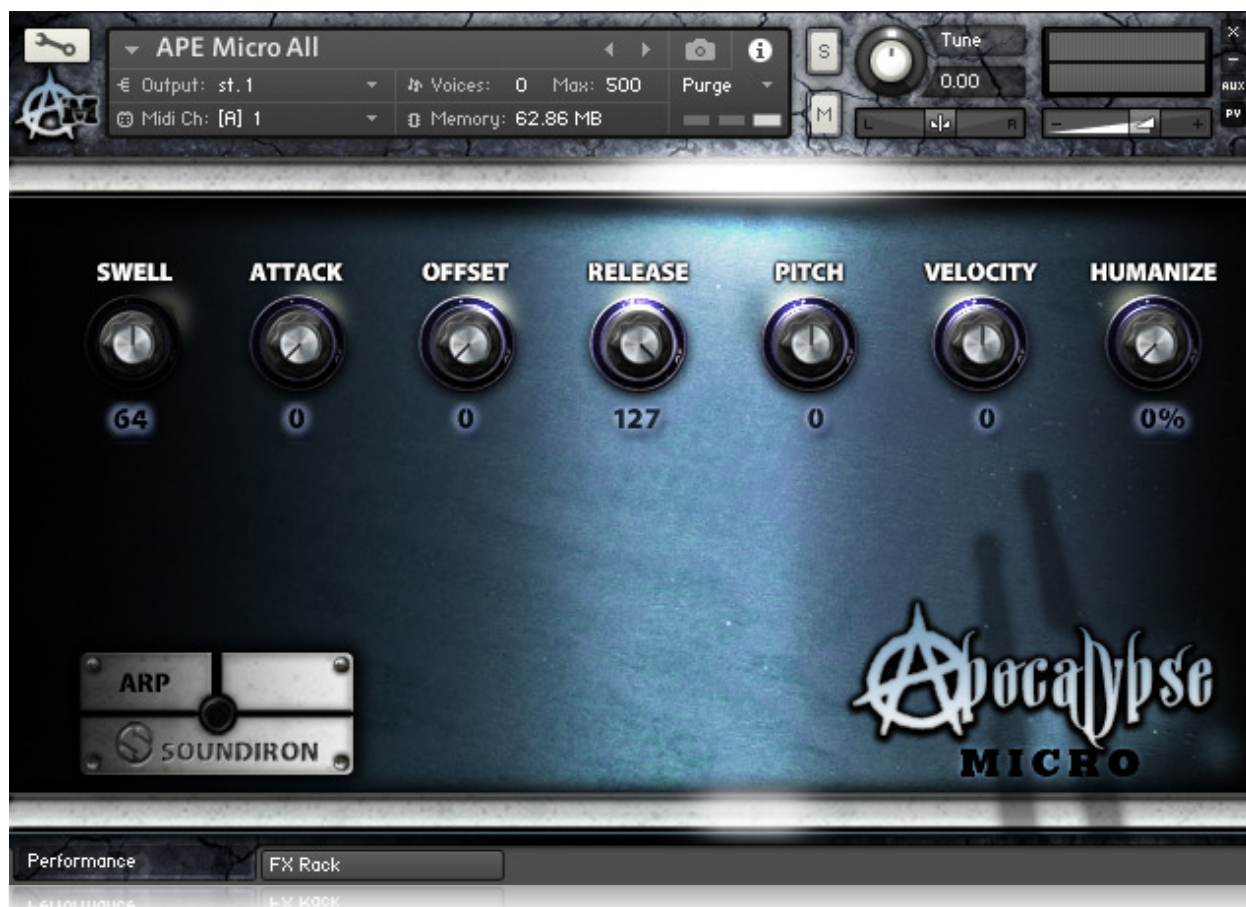 APE Micro All
S
Tune
X
-
Output: st.1
Voices: 0 Max: 500
Purge
0.00
AUX
Midi Ch: [A] 1
Memory: 62.86 MB
M
L
R
-
+
PV
AM
SWELL
ATTACK
OFFSET
RELEASE
PITCH
VELOCITY
HUMANIZE
64
0
0
127
0
0
0%
ARP
SOUNDIRON
Apocalypse
MICRO
Performance
FX Rack